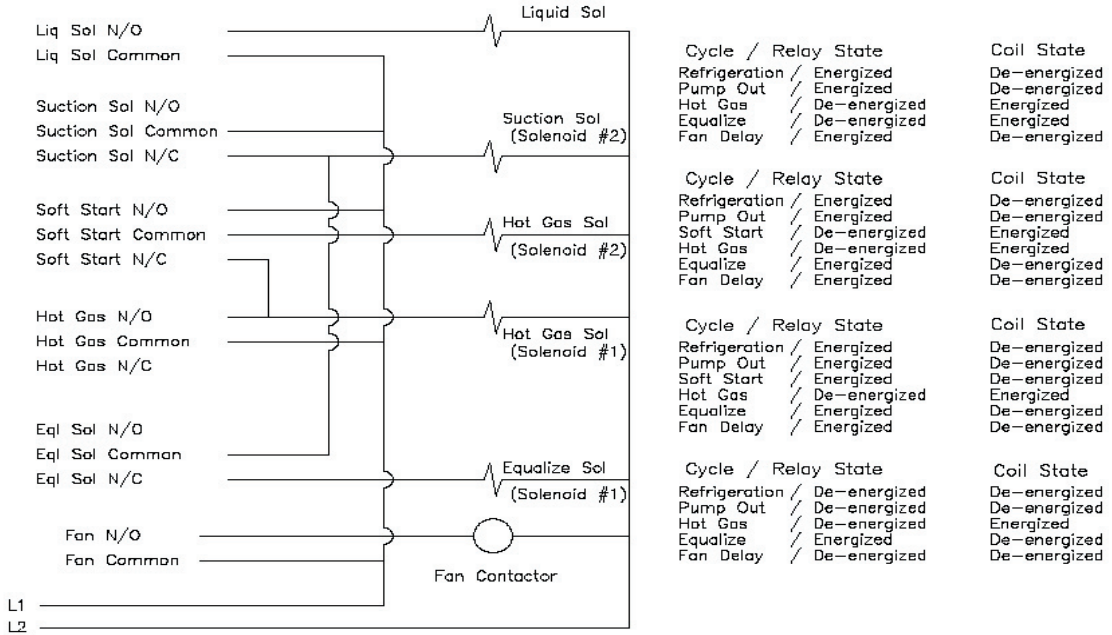 Liq Sol N/O
Liq Sol Common
Suction Sol N/O
Suction Sol Common
Suction Sol N/C
Soft Start N/O
Soft Start Common
Soft Start N/C
Hot Gas N/O
Hot Gas Common
Hot Gas N/C
Eql Sol N/O
Eql Sol Common
Eql Sol N/C
Fan N/O
Fan Common
L1
L2
Liquid Sol
Suction Sol
(Solenoid #2)
Hot Gas Sol
(Solenoid #2)
Hot Gas Sol
(Solenoid #1)
Equalize Sol
(Solenoid #1)
Fan Contactor
Cycle / Relay State Coil State
Refrigeration / Energized De-energized
Pump Out / Energized De-energized
Hot Gas / De-energized Energized
Equalize / De-energized Energized
Fan Delay / Energized De-energized
Cycle / Relay State Coil State
Refrigeration / Energized De-energized
Pump Out / Energized De-energized
Soft Start / De-energized Energized
Hot Gas / De-energized Energized
Equalize / Energized De-energized
Fan Delay / Energized De-energized
Cycle / Relay State Coil State
Refrigeration / Energized De-energized
Pump Out / Energized De-energized
Soft Start / Energized De-energized
Hot Gas / De-energized Energized
Equalize / Energized De-energized
Fan Delay / Energized De-energized
Cycle / Relay State Coil State
Refrigeration / De-energized De-energized
Pump Out / De-energized De-energized
Hot Gas / De-energized Energized
Equalize / Energized De-energized
Fan Delay / De-energized De-energized